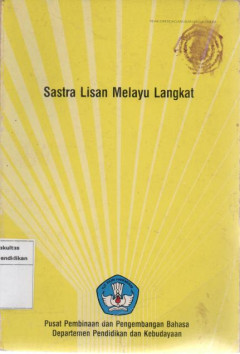 Sastra Lisan Melayu Langkat
Pusat Pembinaan dan Pengembangan Bahasa
Departemen Pendidikan dan Kebudayaan